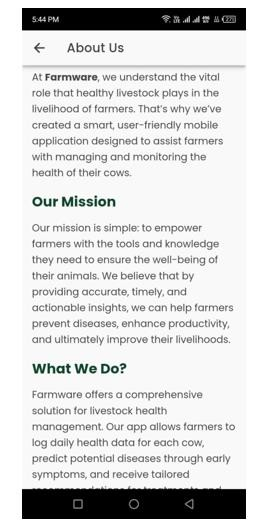 5:44 PM
About Us
At Farmware, we understand the vital
role that healthy livestock plays in the
livelihood of farmers. That's why we've
created a smart, user-friendly mobile
application designed to assist farmers
with managing and monitoring the
health of their cows.
Our Mission
Our mission is simple: to empower
farmers with the tools and knowledge
they need to ensure the well-being of
their animals. We believe that by
providing accurate, timely, and
actionable insights, we can help farmers
prevent diseases, enhance productivity,
and ultimately improve their livelihoods.
What We Do?
Farmware offers a comprehensive
solution for livestock health
management. Our app allows farmers to
log daily health data for each cow,
predict potential diseases through early
symptoms, and receive tailored